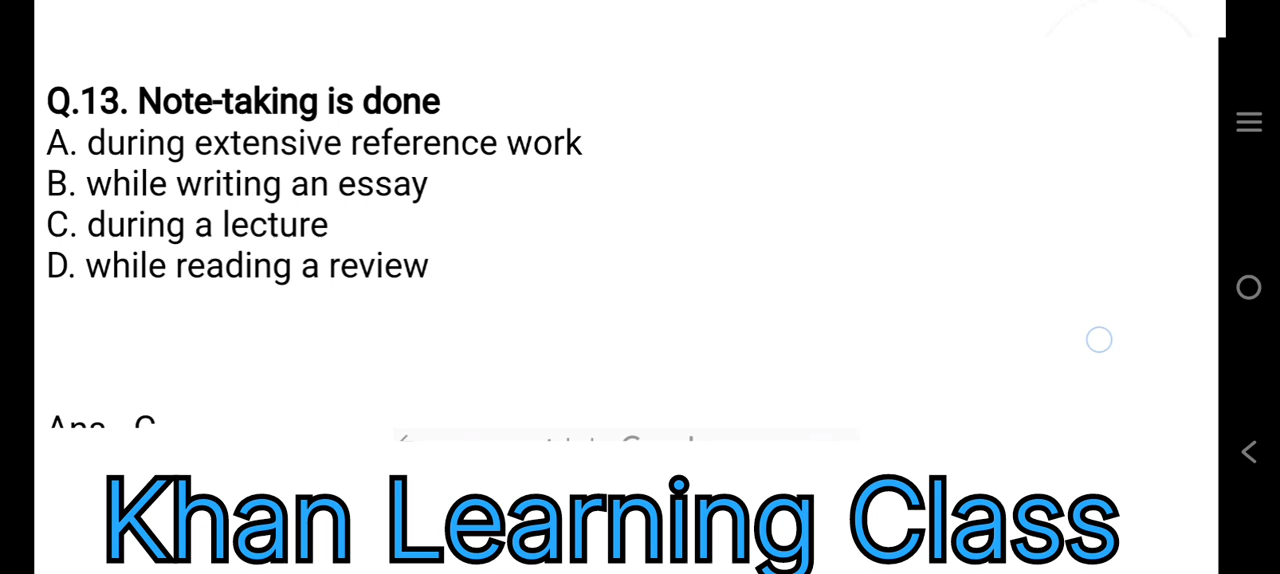 Q.13. Note-taking is done
A. during extensive reference work
B. while writing an essay
C. during a lecture
D. while reading a review
Khan Learning Class